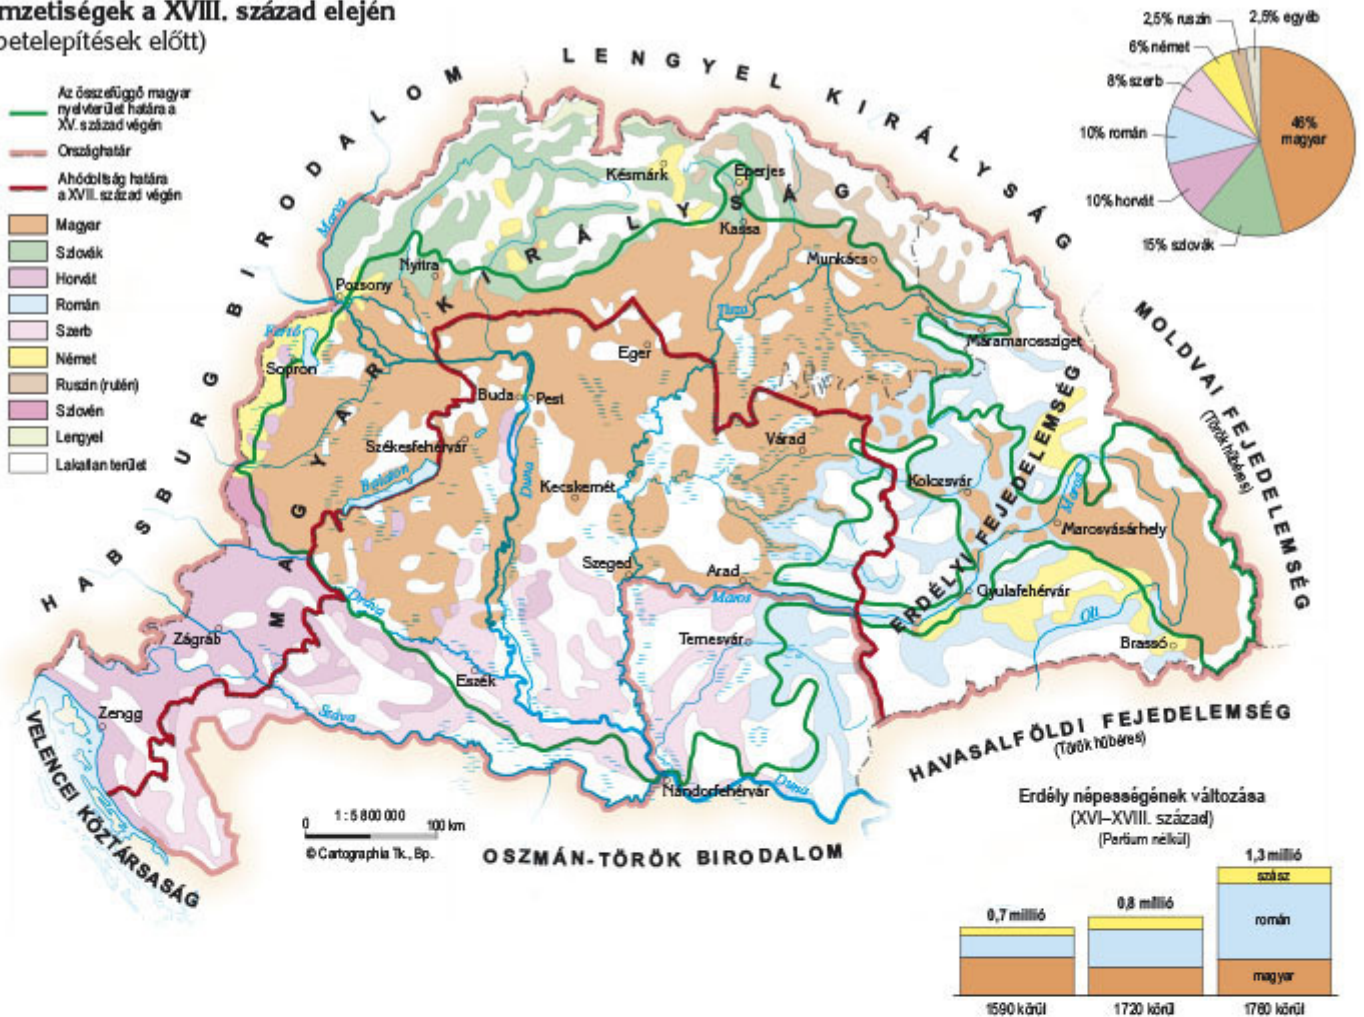 mzetiségek a XVIII. század elején
betelepítések előtt)
Az összefüggő magyar
nyelvterület határa a
XV. század végén
Országhatár
A hódoltság határa
a XVII. század végén
Magyar
Szlovák
Horvát
Román
Szerb
Német
Ruszin (rutén)
Szlovén
Lengyel
Lakatlan terület
2,5% ruszin
2,5% egyéb
6% német
8% szerb
10% román
10% horvát
15% szlovák
46%
magyar
HABSBURG BIRODALOM
LENGYEL KIRÁLYSÁG
MOLDVAI FEJEDELEMSÉG
(Török hűbéres)
MAGYAR KIRÁLYSÁG
ERDÉLYI FEJEDELEMSÉG
Morva
Késmárk
Eperjes
Kassa
Munkács
Nyitra
Pozsony
Fertő
Sopron
Tisza
Máramarossziget
Eger
Buda
Pest
Székesfehérvár
Balaton
Duna
Kecskemét
Várad
Kolozsvár
Maros
Marosvásárhely
Szeged
Arad
Maros
Gyulafehérvár
Olt
Brassó
Dráva
Zágráb
Temesvár
Eszék
Zengg
Száva
Nándorfehérvár
Duna
VELENCEI KÖZTÁRSASÁG
HAVASALFÖLDI FEJEDELEMSÉG
(Török hűbéres)
OSZMÁN-TÖRÖK BIRODALOM
1 : 5 800 000
0
100 km
© Cartographia Tk., Bp.
Erdély népességének változása
(XVI–XVIII. század)
(Partium nélkül)
0,7 millió
0,8 millió
1,3 millió
szász
román
magyar
1590 körül
1720 körül
1760 körül